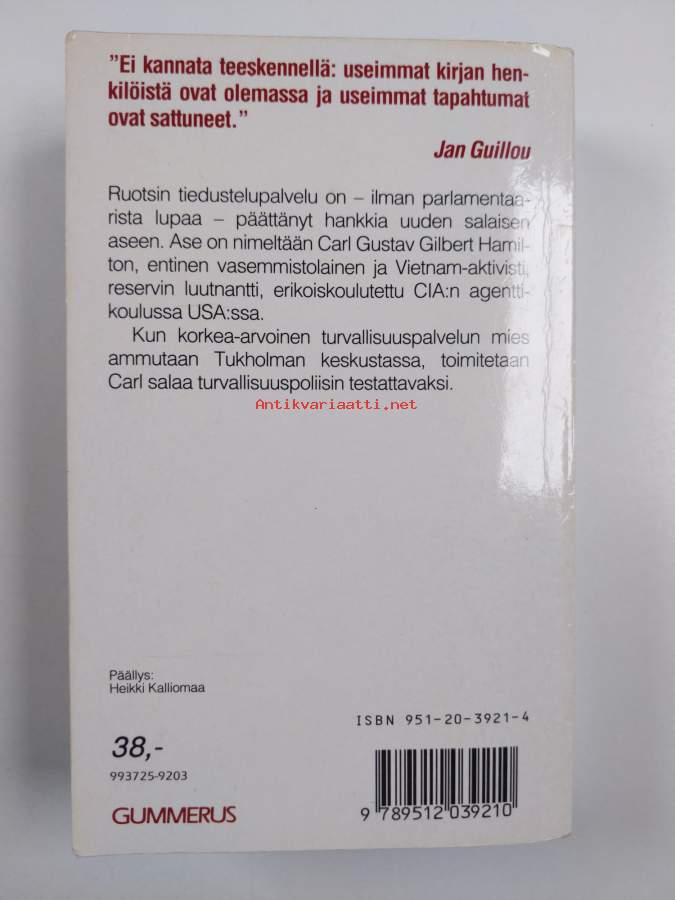 ”Ei kannata teeskennellä: useimmat kirjan hen-
kilöistä ovat olemassa ja useimmat tapahtumat
ovat sattuneet.”
Jan Guillou
Ruotsin tiedustelupalvelu on – ilman parlamentaa-
rista lupaa – päättänyt hankkia uuden salaisen
aseen. Ase on nimeltään Carl Gustav Gilbert Hamil-
ton, entinen vasemmistolainen ja Vietnam-aktivisti,
reservin luutnantti, erikoiskoulutettu CIA:n agentti-
koulussa USA:ssa.
Kun korkea-arvoinen turvallisuuspalvelun mies
ammutaan Tukholman keskustassa, toimitetaan
Carl salaa turvallisuuspoliisin testattavaksi.
Antikvariaatti.net
Päällys:
Heikki Kalliomaa
ISBN 951-20-3921-4
38,-
993725-9203
GUMMERUS
9 789512 039210